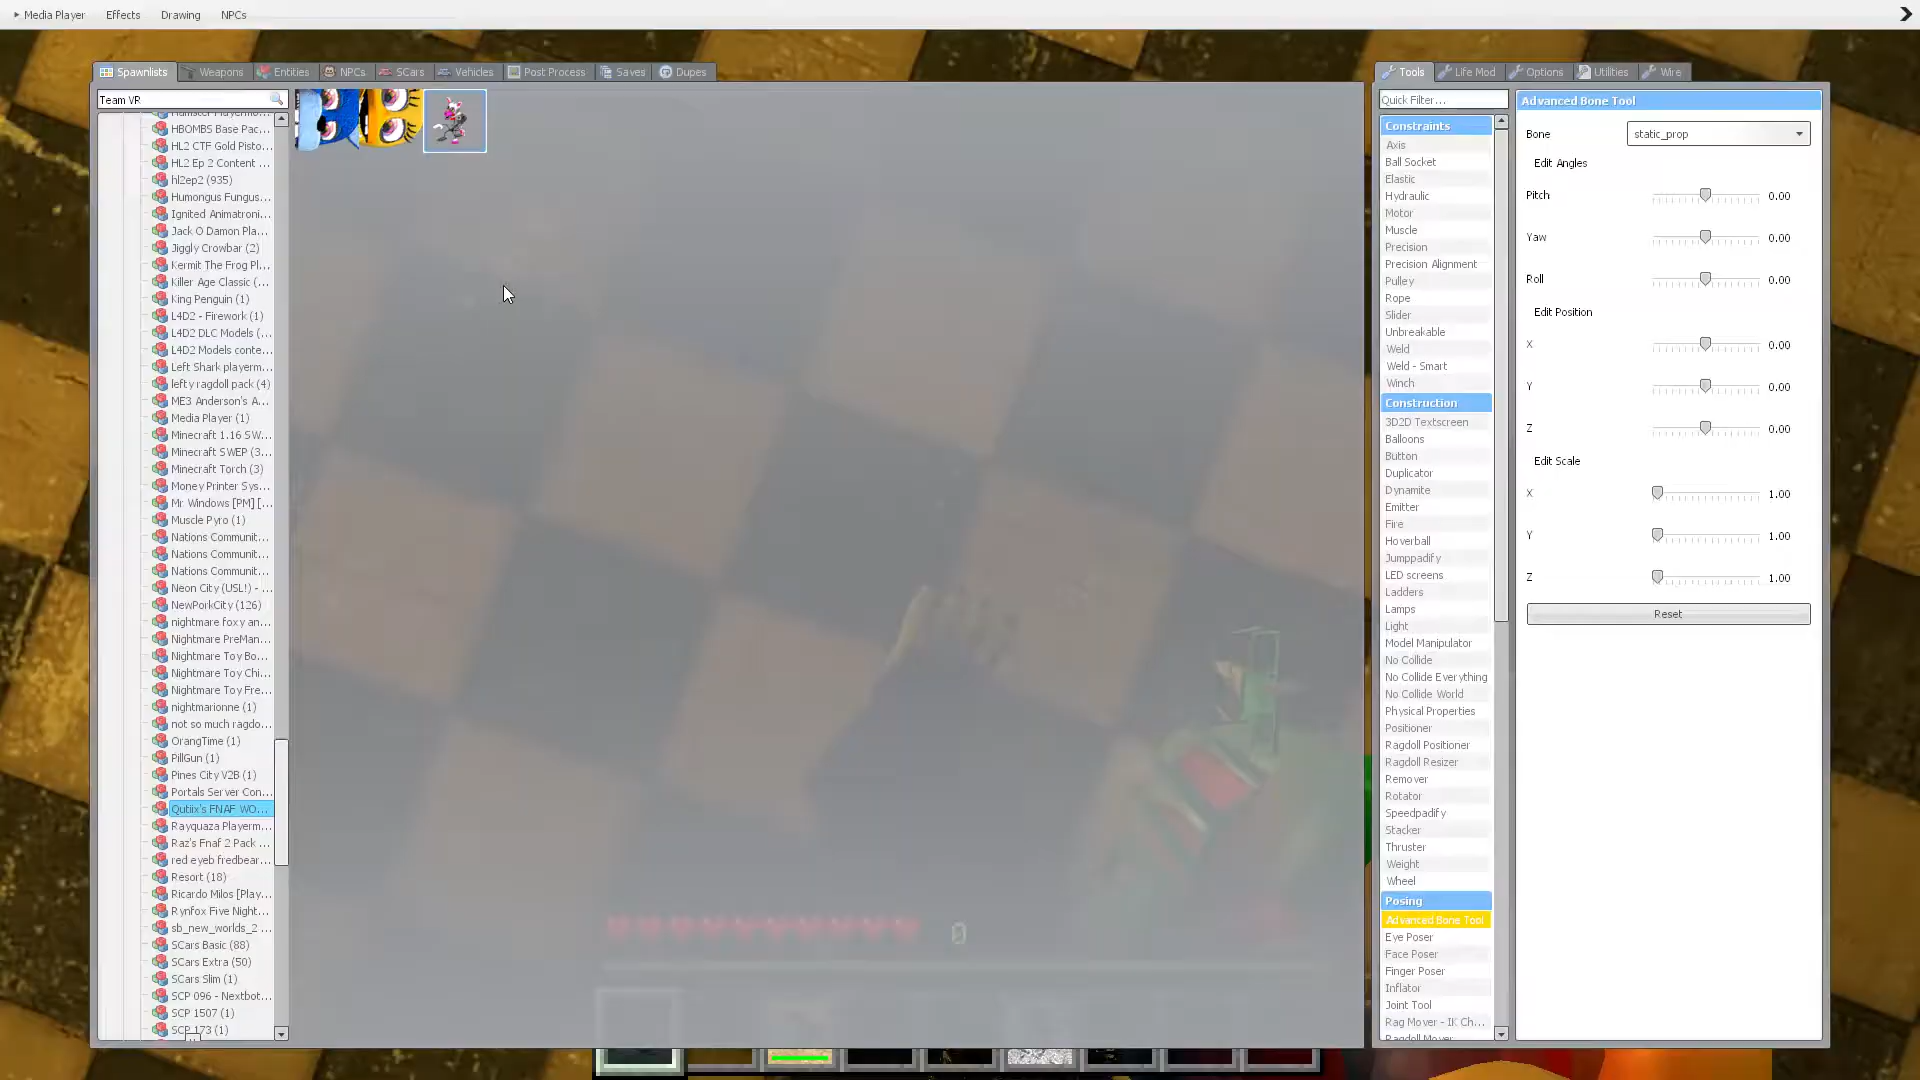 Media Player Effects Drawing NPCs
Spawnlists Weapons Entities NPCs SCars Vehicles Post Process Saves Dupes
Team VR
HBOMBS Base Pac...
HL2 CTF Gold Pisto...
HL2 Ep 2 Content ...
hl2ep2 (935)
Humongus Fungus...
Ignited Animatroni...
Jack O Damon Pla...
Jiggly Crowbar (2)
Kermit The Frog Pl...
Killer Age Classic (...
King Penguin (1)
L4D2 - Firework (1)
L4D2 DLC Models (...
L4D2 Models conte...
Left Shark playerm...
lefty ragdoll pack (4)
ME3 Anderson's A...
Media Player (1)
Minecraft 1.16 SW...
Minecraft SWEP (3...
Minecraft Torch (3)
Money Printer Sys...
Mr. Windows [PM] [...
Muscle Pyro (1)
Nations Communit...
Nations Communit...
Nations Communit...
Neon City (USL!) - ...
NewPorkCity (126)
nightmare foxy an...
Nightmare PreMan...
Nightmare Toy Bo...
Nightmare Toy Chi...
Nightmare Toy Fre...
nightmarionne (1)
not so much ragdo...
OrangTime (1)
PillGun (1)
Pines City V2B (1)
Portals Server Con...
Qutiix's FNAF WO...
Rayquaza Playerm...
Raz's Fnaf 2 Pack ...
red eyeb fredbear...
Resort (18)
Ricardo Milos [Play...
Rynfox Five Night...
sb_new_worlds_2 ...
SCars Basic (88)
SCars Extra (50)
SCars Slim (1)
SCP 096 - Nextbot...
SCP 1507 (1)
SCP 173 (1)
0
Tools Life Mod Options Utilities Wire
Quick Filter...
Constraints
Axis
Ball Socket
Elastic
Hydraulic
Motor
Muscle
Precision
Precision Alignment
Pulley
Rope
Slider
Unbreakable
Weld
Weld - Smart
Winch
Construction
3D2D Textscreen
Balloons
Button
Duplicator
Dynamite
Emitter
Fire
Hoverball
Jumppadify
LED screens
Ladders
Lamps
Light
Model Manipulator
No Collide
No Collide Everything
No Collide World
Physical Properties
Positioner
Ragdoll Positioner
Ragdoll Resizer
Remover
Rotator
Speedpadify
Stacker
Thruster
Weight
Wheel
Posing
Advanced Bone Tool
Eye Poser
Face Poser
Finger Poser
Inflator
Joint Tool
Rag Mover - IK Ch...
Ragdoll Mover
Advanced Bone Tool
Bone static_prop
Edit Angles
Pitch 0.00
Yaw 0.00
Roll 0.00
Edit Position
X 0.00
Y 0.00
Z 0.00
Edit Scale
X 1.00
Y 1.00
Z 1.00
Reset